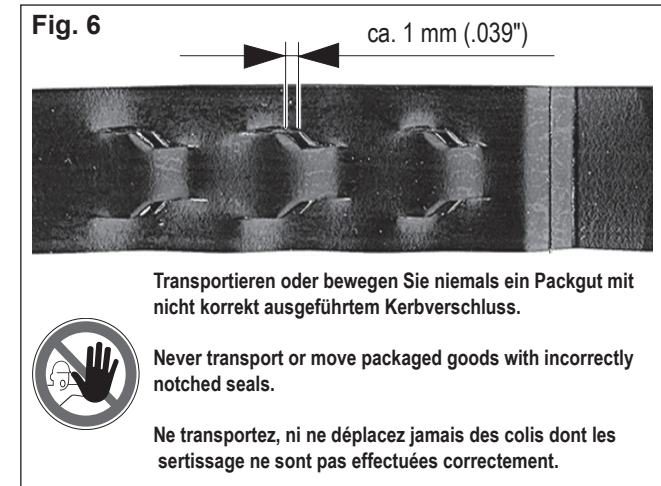 Fig. 6
ca. 1 mm (.039")
Transportieren oder bewegen Sie niemals ein Packgut mit
nicht korrekt ausgeführtem Kerbverschluss.
Never transport or move packaged goods with incorrectly
notched seals.
Ne transportez, ni ne déplacez jamais des colis dont les
sertissage ne sont pas effectuées correctement.